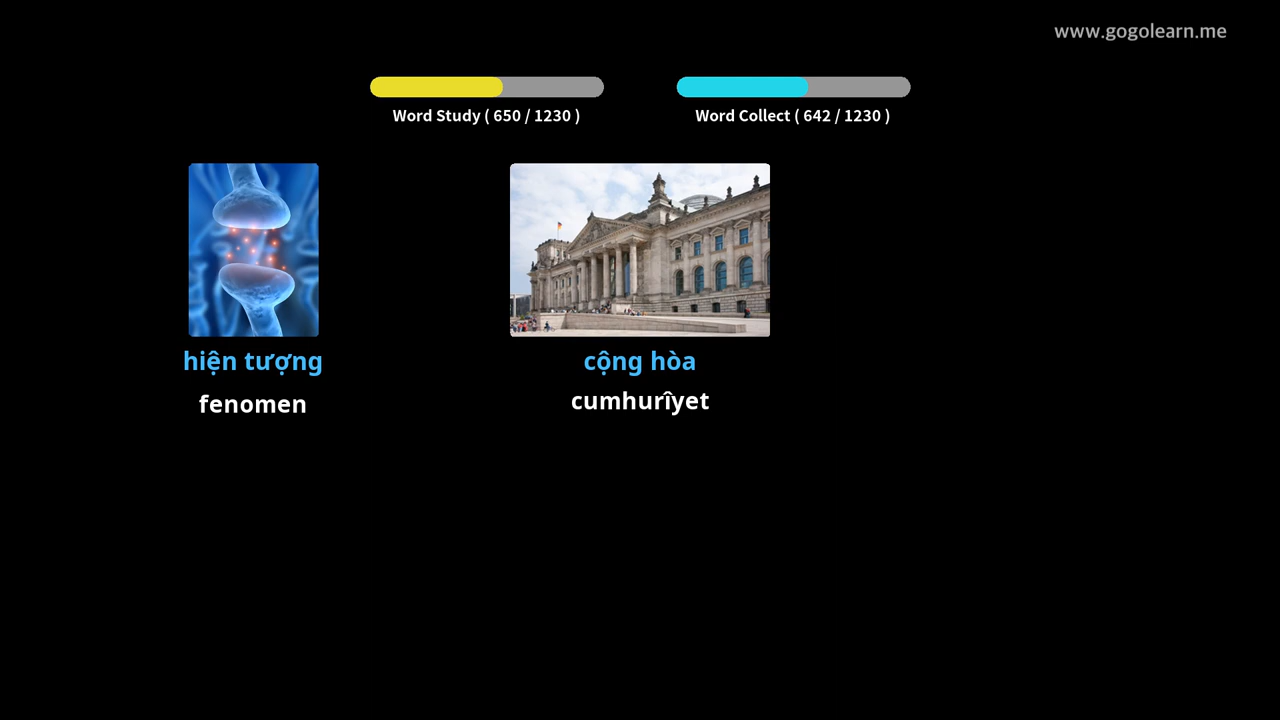 www.gogolearn.me
Word Study ( 650 / 1230 )
Word Collect ( 642 / 1230 )
hiện tượng
cộng hòa
fenomen
cumhurîyet